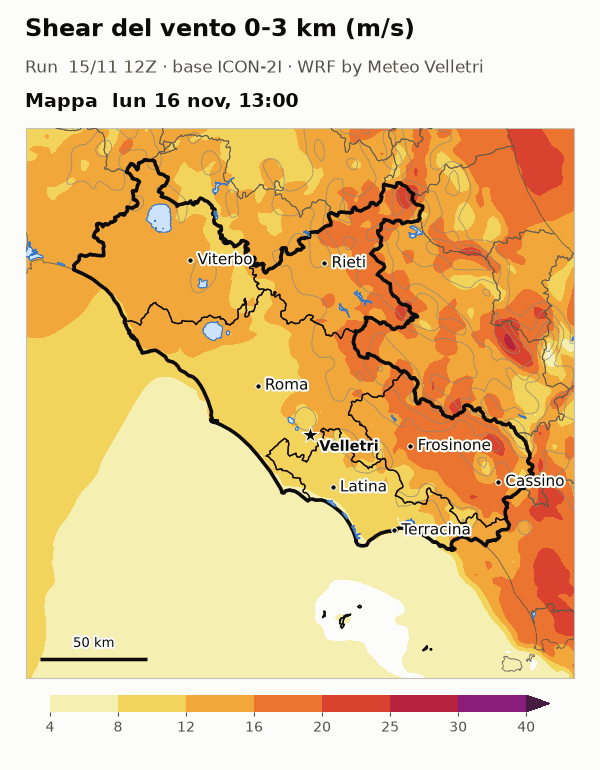 Shear del vento 0-3 km (m/s)
Run  15/11 12Z · base ICON-2I · WRF by Meteo Velletri
Mappa  lun 16 nov, 13:00
Viterbo
Rieti
Roma
Velletri
Frosinone
Cassino
Latina
Terracina
50 km
4 8 12 16 20 25 30 40